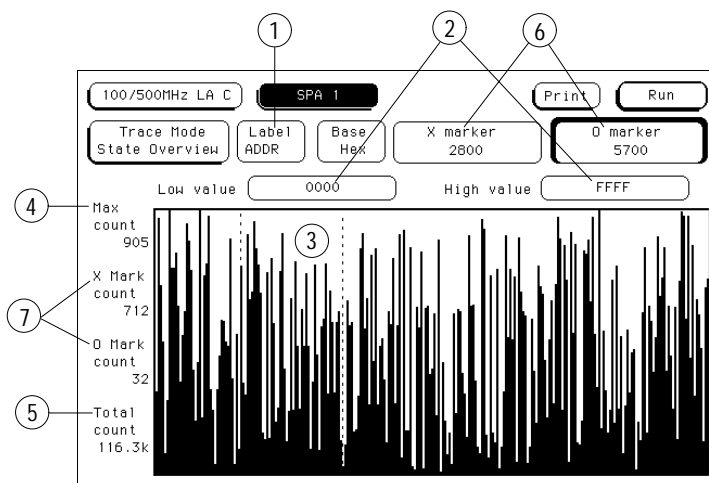 1
2
6
100/500MHz LA C
SPA 1
Print
Run
Trace Mode
State Overview
Label
ADDR
Base
Hex
X marker
2800
O marker
5700
Low value
0000
High value
FFFF
4
Max
count
905
3
X Mark
count
712
7
O Mark
count
32
5
Total
count
116.3k